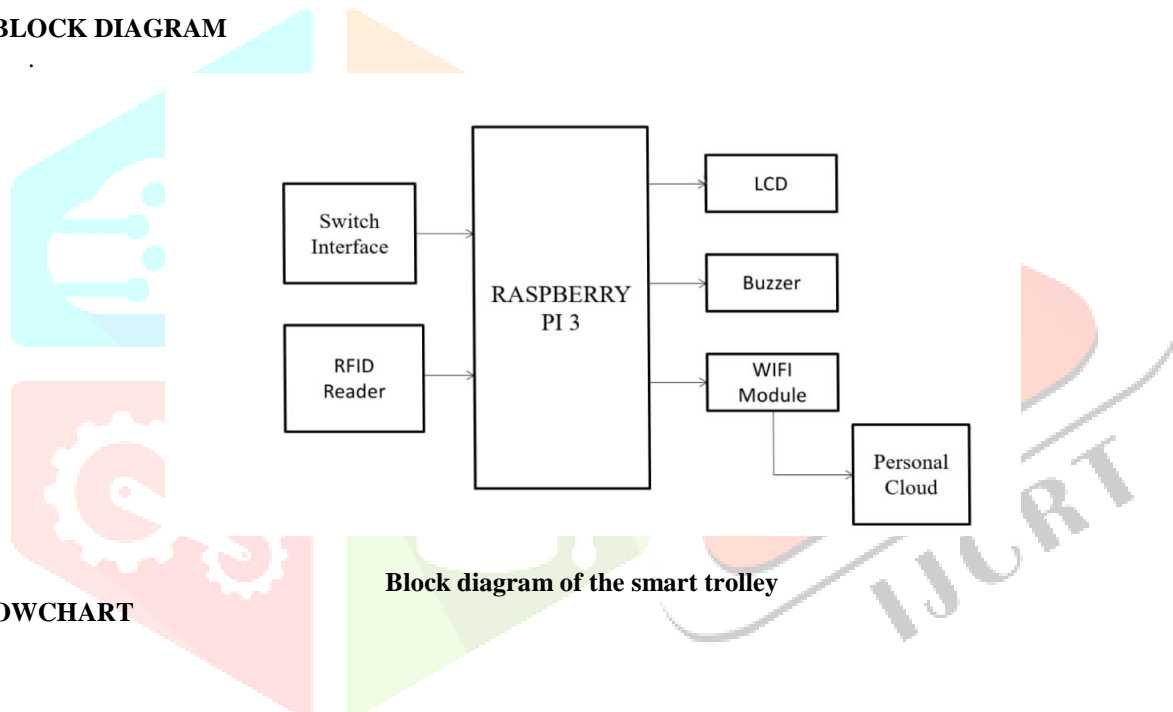 BLOCK DIAGRAM
.
Switch
Interface
RFID
Reader
RASPBERRY
PI 3
LCD
Buzzer
WIFI
Module
Personal
Cloud
Block diagram of the smart trolley
OWCHART
IJCRT